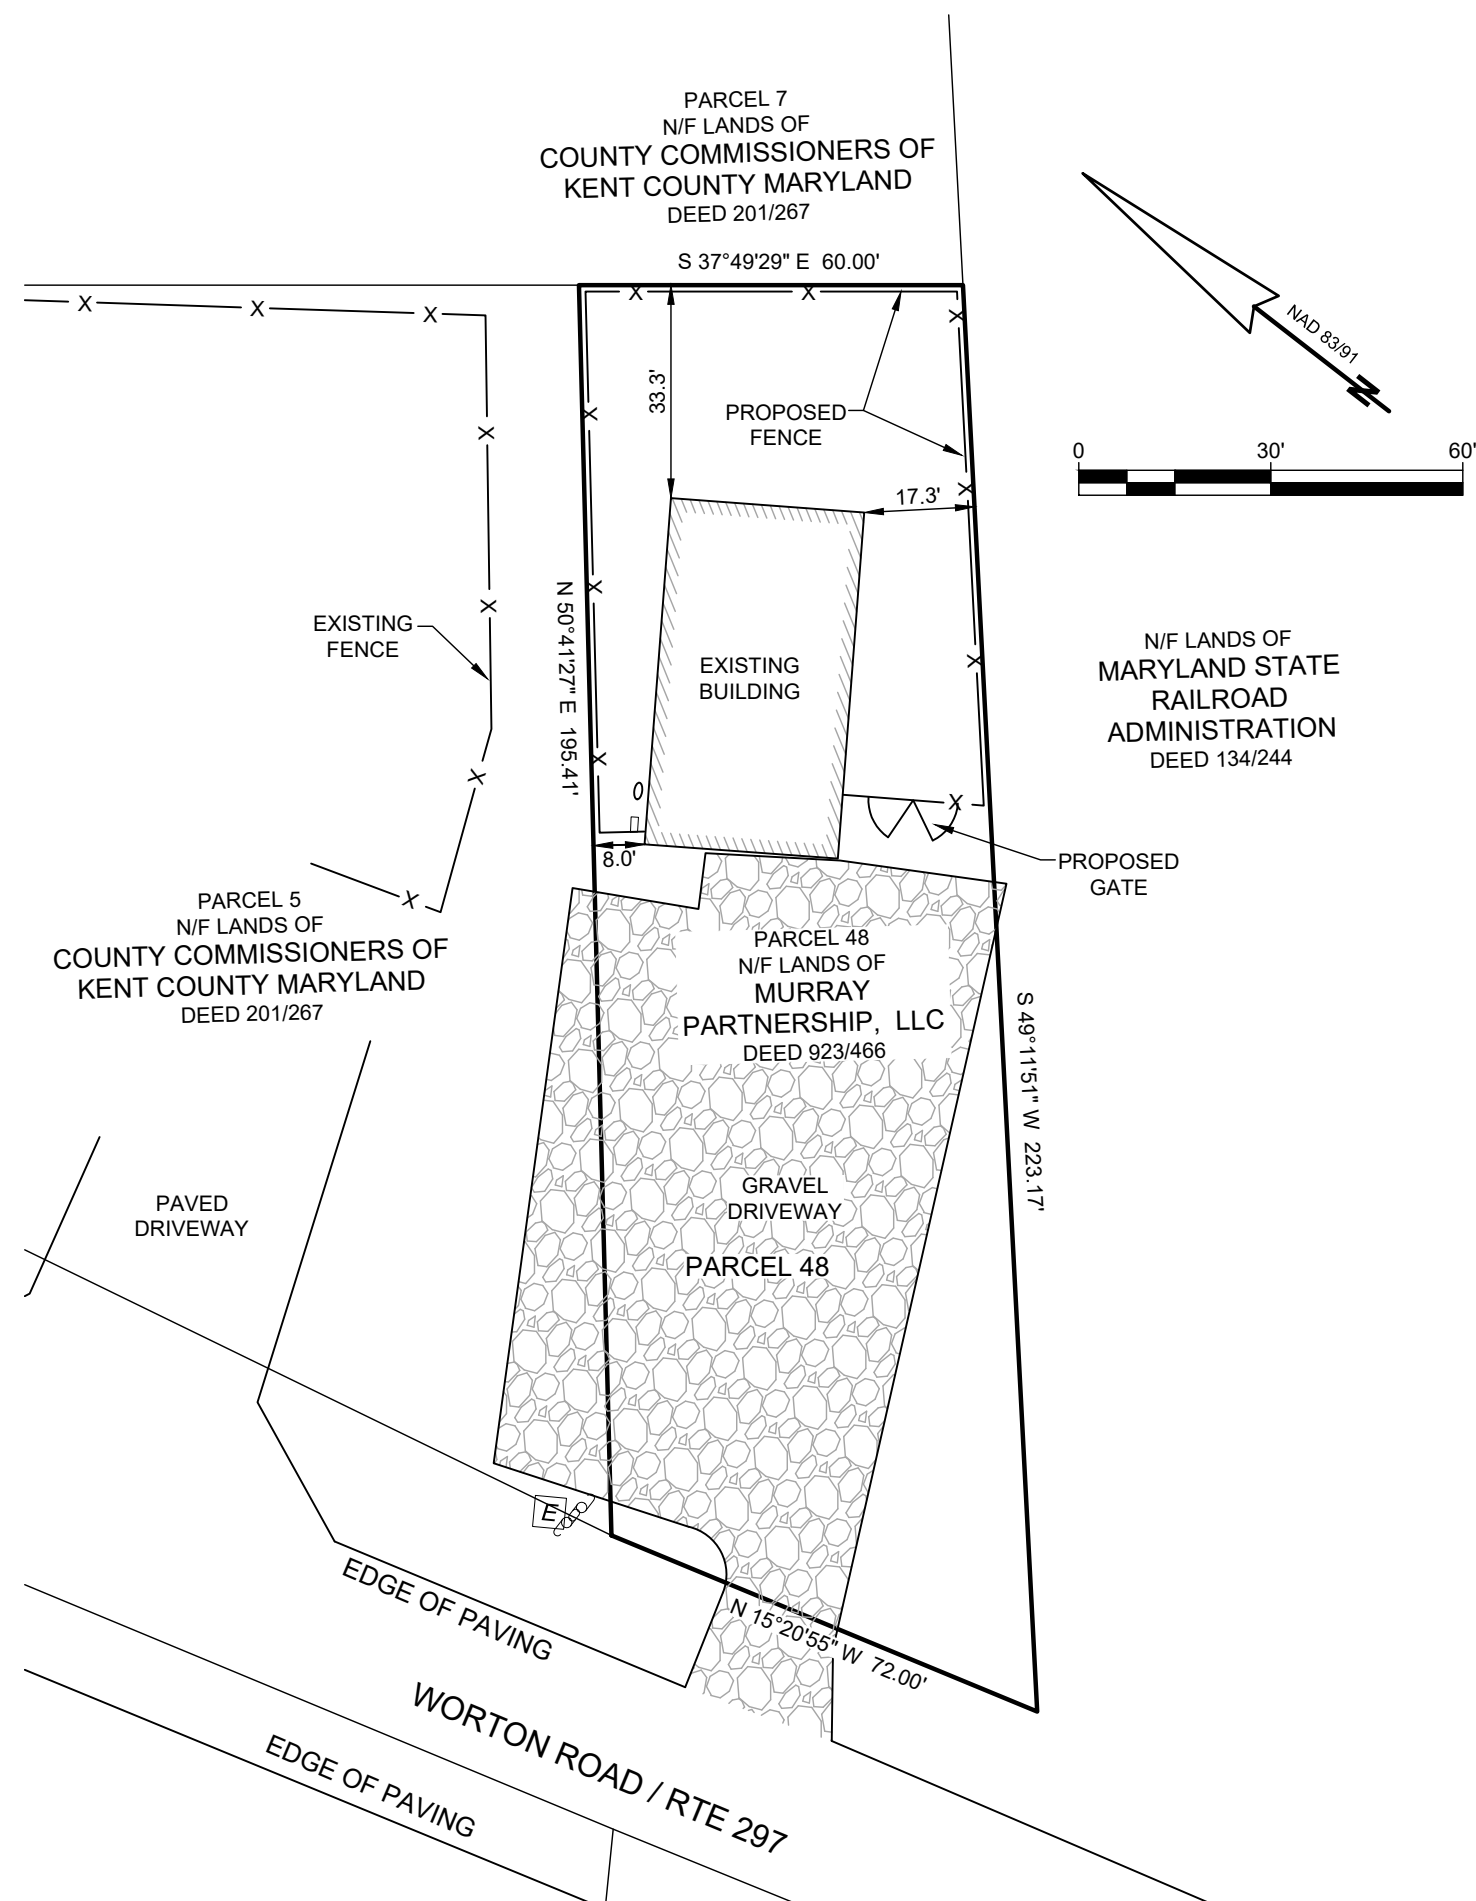 PARCEL 7
N/F LANDS OF
COUNTY COMMISSIONERS OF
KENT COUNTY MARYLAND
DEED 201/267
S 37°49'29" E 60.00'
NAD 83/91
N
0 30' 60'
X X X
X X
X
33.3'
PROPOSED
FENCE
X
X
17.3'
X
X
X
X
N 50°41'27" E 195.41'
EXISTING
FENCE
EXISTING
BUILDING
X
N/F LANDS OF
MARYLAND STATE
RAILROAD
ADMINISTRATION
DEED 134/244
X
X
X
8.0'
PROPOSED
GATE
X
PARCEL 5
N/F LANDS OF
COUNTY COMMISSIONERS OF
KENT COUNTY MARYLAND
DEED 201/267
PARCEL 48
N/F LANDS OF
MURRAY
PARTNERSHIP, LLC
DEED 923/466
S 49°11'51" W 223.17'
PAVED
DRIVEWAY
GRAVEL
DRIVEWAY
PARCEL 48
E
EDGE OF PAVING
N 15°20'55" W 72.00'
WORTON ROAD / RTE 297
EDGE OF PAVING